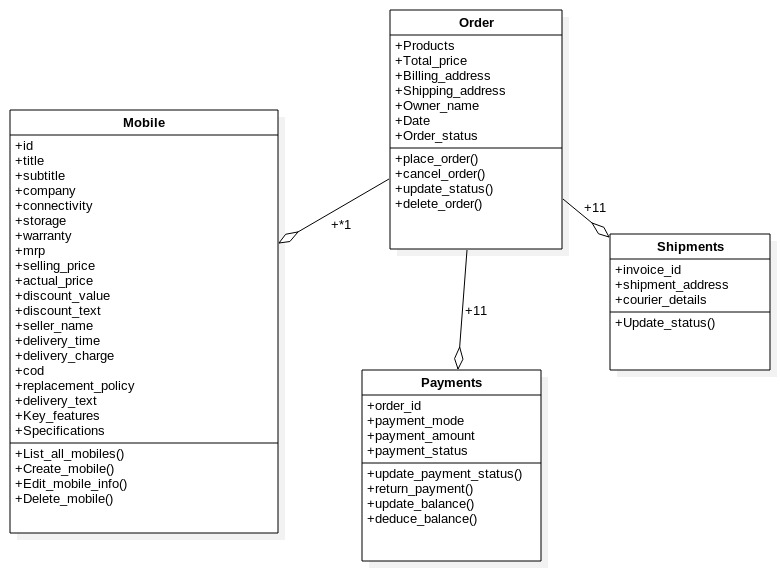 Order
+Products
+Total_price
+Billing_address
+Shipping_address
+Owner_name
+Date
+Order_status
+place_order()
+cancel_order()
+update_status()
+delete_order()
Mobile
+id
+title
+subtitle
+company
+connectivity
+storage
+warranty
+mrp
+selling_price
+actual_price
+discount_value
+discount_text
+seller_name
+delivery_time
+delivery_charge
+cod
+replacement_policy
+delivery_text
+Key_features
+Specifications
+List_all_mobiles()
+Create_mobile()
+Edit_mobile_info()
+Delete_mobile()
+*1
+11
+11
Shipments
+invoice_id
+shipment_address
+courier_details
+Update_status()
Payments
+order_id
+payment_mode
+payment_amount
+payment_status
+update_payment_status()
+return_payment()
+update_balance()
+deduce_balance()